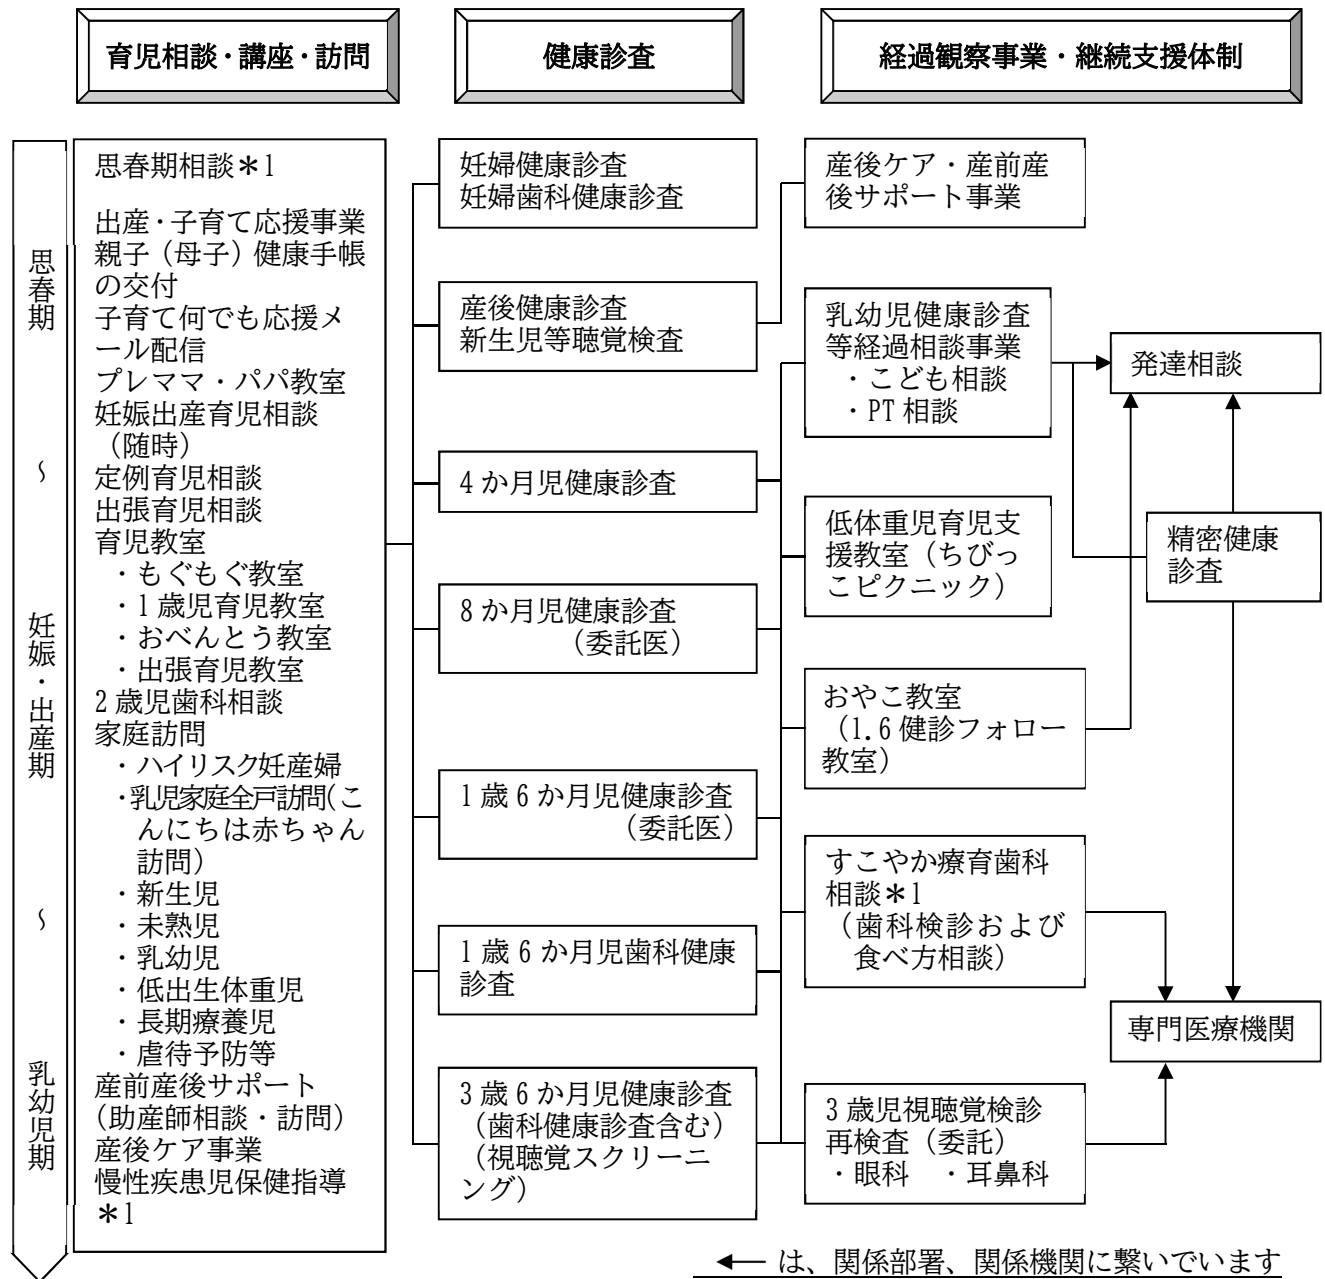 育児相談・講座・訪問
健康診査
経過観察事業・継続支援体制
思春期
～
妊娠・出産期
～
乳幼児期
思春期相談＊1
出産・子育て応援事業
親子（母子）健康手帳
の交付
子育て何でも応援メ
ール配信
プレママ・パパ教室
妊娠出産育児相談
（随時）
定例育児相談
出張育児相談
育児教室
・もぐもぐ教室
・1歳児育児教室
・おべんとう教室
・出張育児教室
2歳児歯科相談
家庭訪問
・ハイリスク妊産婦
・乳児家庭全戸訪問（こ
んにちは赤ちゃん
訪問）
・新生児
・未熟児
・乳幼児
・低出生体重児
・長期療養児
・虐待予防等
産前産後サポート
（助産師相談・訪問）
産後ケア事業
慢性疾患児保健指導
＊1
妊婦健康診査
妊婦歯科健康診査
産後健康診査
新生児等聴覚検査
4か月児健康診査
8か月児健康診査
（委託医）
1歳6か月児健康診査
（委託医）
1歳6か月児歯科健康
診査
3歳6か月児健康診査
（歯科健康診査含む）
（視聴覚スクリーニ
ング）
産後ケア・産前産
後サポート事業
乳幼児健康診査
等経過相談事業
・こども相談
・PT相談
低体重児育児支
援教室（ちびっ
こピクニック）
おやこ教室
（1.6健診フォロー
教室）
すこやか療育歯科
相談＊1
（歯科検診および
食べ方相談）
3歳児視聴覚検診
再検査（委託）
・眼科　・耳鼻科
発達相談
精密健康
診査
専門医療機関
← は、関係部署、関係機関に繋いでいます